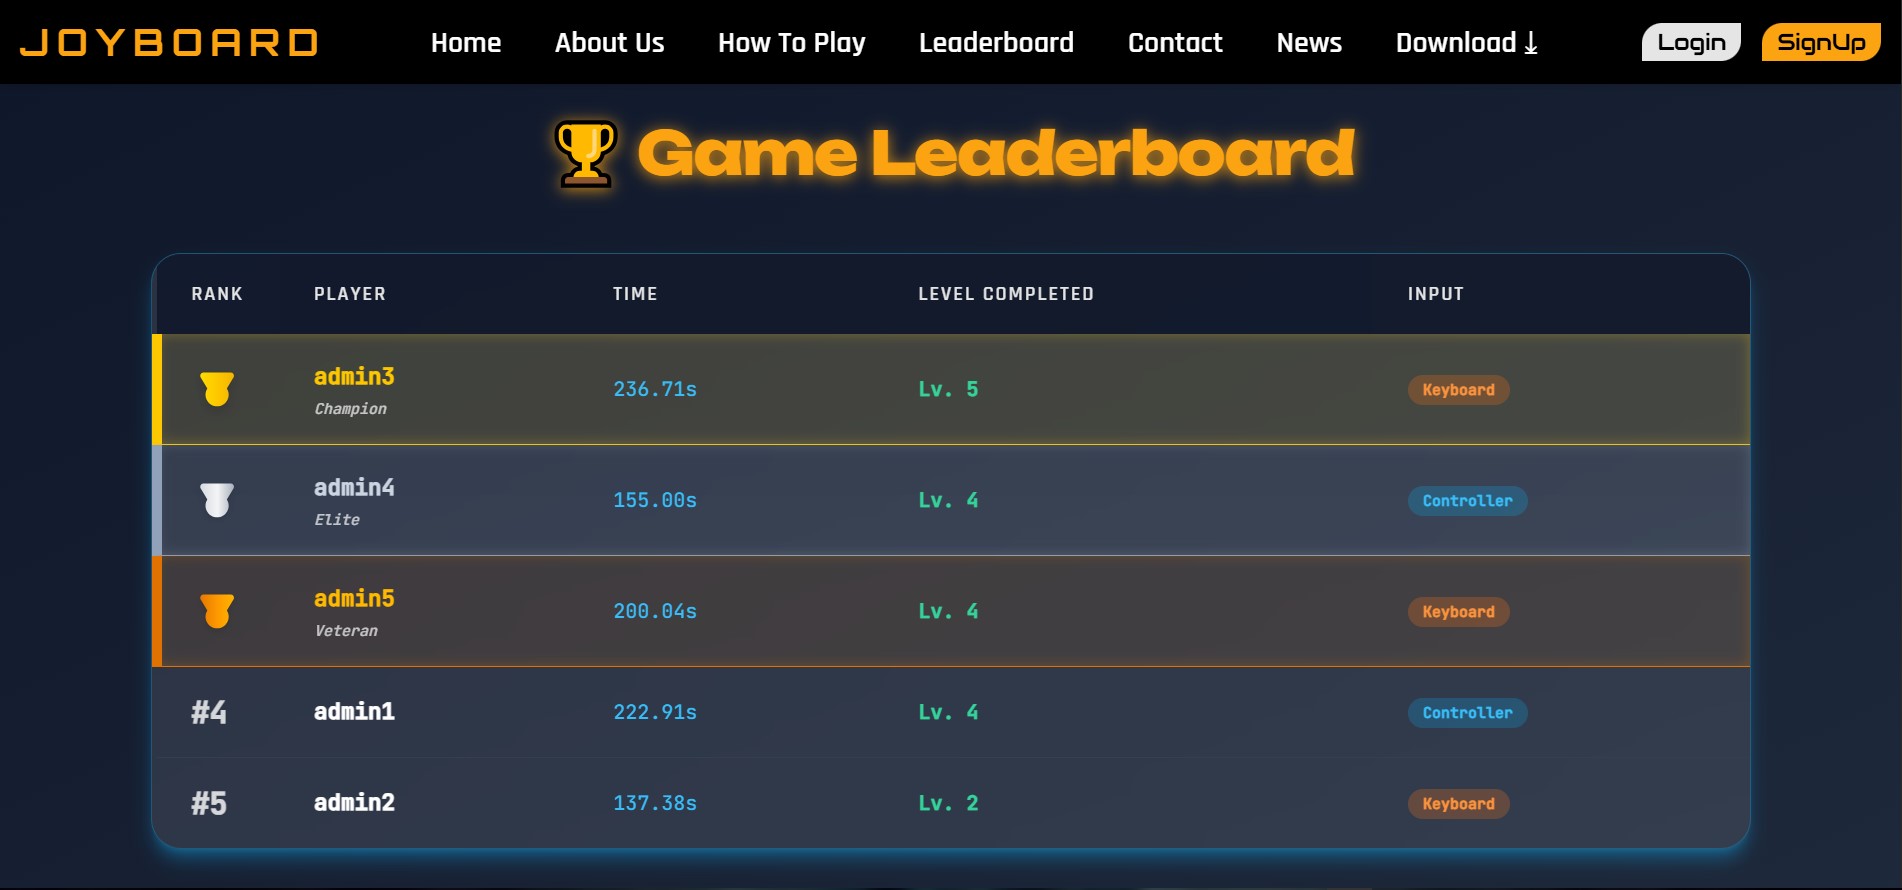 JOYBOARD Home About Us How To Play Leaderboard Contact News Download ↓ Login SignUp
Game Leaderboard
RANK PLAYER TIME LEVEL COMPLETED INPUT
admin3 236.71s Lv. 5 Keyboard
Champion
admin4 155.00s Lv. 4 Controller
Elite
admin5 200.04s Lv. 4 Keyboard
Veteran
#4 admin1 222.91s Lv. 4 Controller
#5 admin2 137.38s Lv. 2 Keyboard